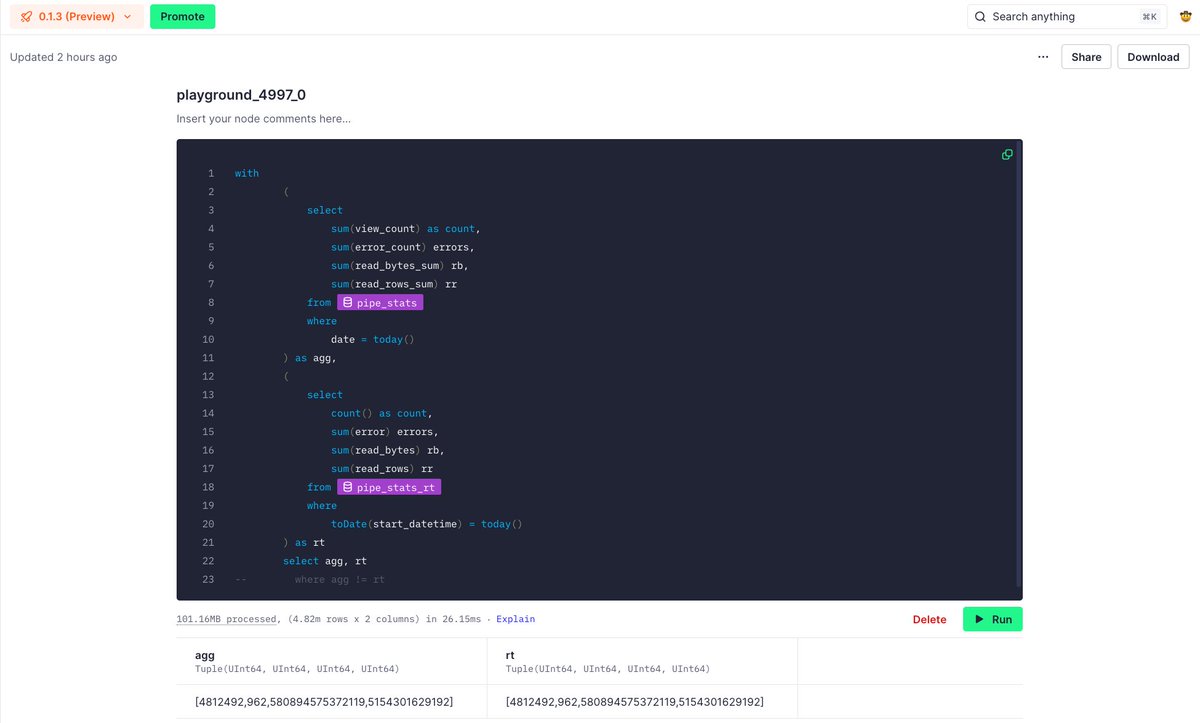 0.1.3 (Preview) Promote Search anything ⌘K
Updated 2 hours ago ··· Share Download
playground_4997_0
Insert your node comments here...
1 with
2 (
3 select
4 sum(view_count) as count,
5 sum(error_count) errors,
6 sum(read_bytes_sum) rb,
7 sum(read_rows_sum) rr
8 from pipe_stats
9 where
10 date = today()
11 ) as agg,
12 (
13 select
14 count() as count,
15 sum(error) errors,
16 sum(read_bytes) rb,
17 sum(read_rows) rr
18 from pipe_stats_rt
19 where
20 toDate(start_datetime) = today()
21 ) as rt
22 select agg, rt
23 -- where agg != rt
101.16MB processed, (4.82m rows x 2 columns) in 26.15ms · Explain Delete Run
agg rt
Tuple(UInt64, UInt64, UInt64, UInt64) Tuple(UInt64, UInt64, UInt64, UInt64)
[4812492,962,580894575372119,5154301629192] [4812492,962,580894575372119,5154301629192]